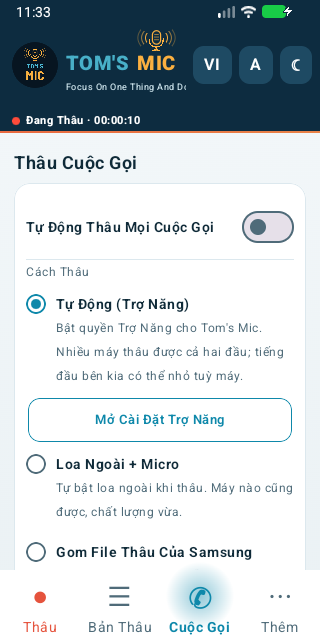 11:33
TOM'S MIC
TOM'S MIC
Focus On One Thing And Do
VI
A
Đang Thâu · 00:00:10
Thâu Cuộc Gọi
Tự Động Thâu Mọi Cuộc Gọi
Cách Thâu
Tự Động (Trợ Năng)
Bật quyền Trợ Năng cho Tom's Mic.
Nhiều máy thâu được cả hai đầu; tiếng
đầu bên kia có thể nhỏ tuỳ máy.
Mở Cài Đặt Trợ Năng
Loa Ngoài + Micro
Tự bật loa ngoài khi thâu. Máy nào cũng
được, chất lượng vừa.
Gom File Thâu Của Samsung
Thâu
Bản Thâu
Cuộc Gọi
Thêm